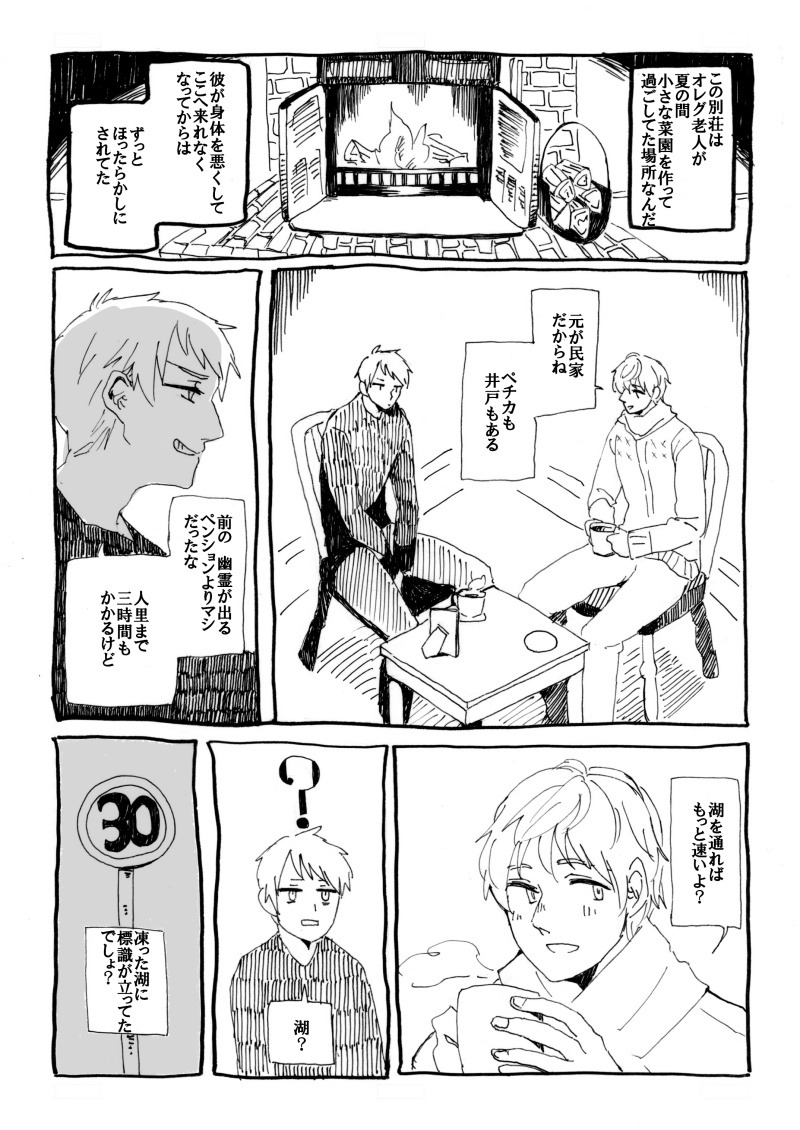 この別荘は
オレグ老人が
夏の間
小さな菜園を作って
過ごしてた場所なんだ
彼が身体を悪くして
ここへ来れなく
なってからは
ずっと
ほったらかしに
されてた
元が民家
だからね
ペチカも
井戸もある
前の 幽霊が出る
ペンションよりマシ
だったな
人里まで
三時間も
かかるけど
湖を通れば
もっと速いよ?
?
湖?
30
凍った湖に
標識が立ってた
でしょ?